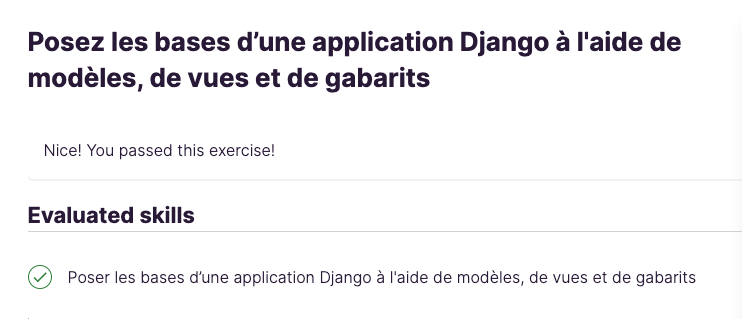 Posez les bases d’une application Django à l'aide de
modèles, de vues et de gabarits
Nice! You passed this exercise!
Evaluated skills
Poser les bases d’une application Django à l'aide de modèles, de vues et de gabarits